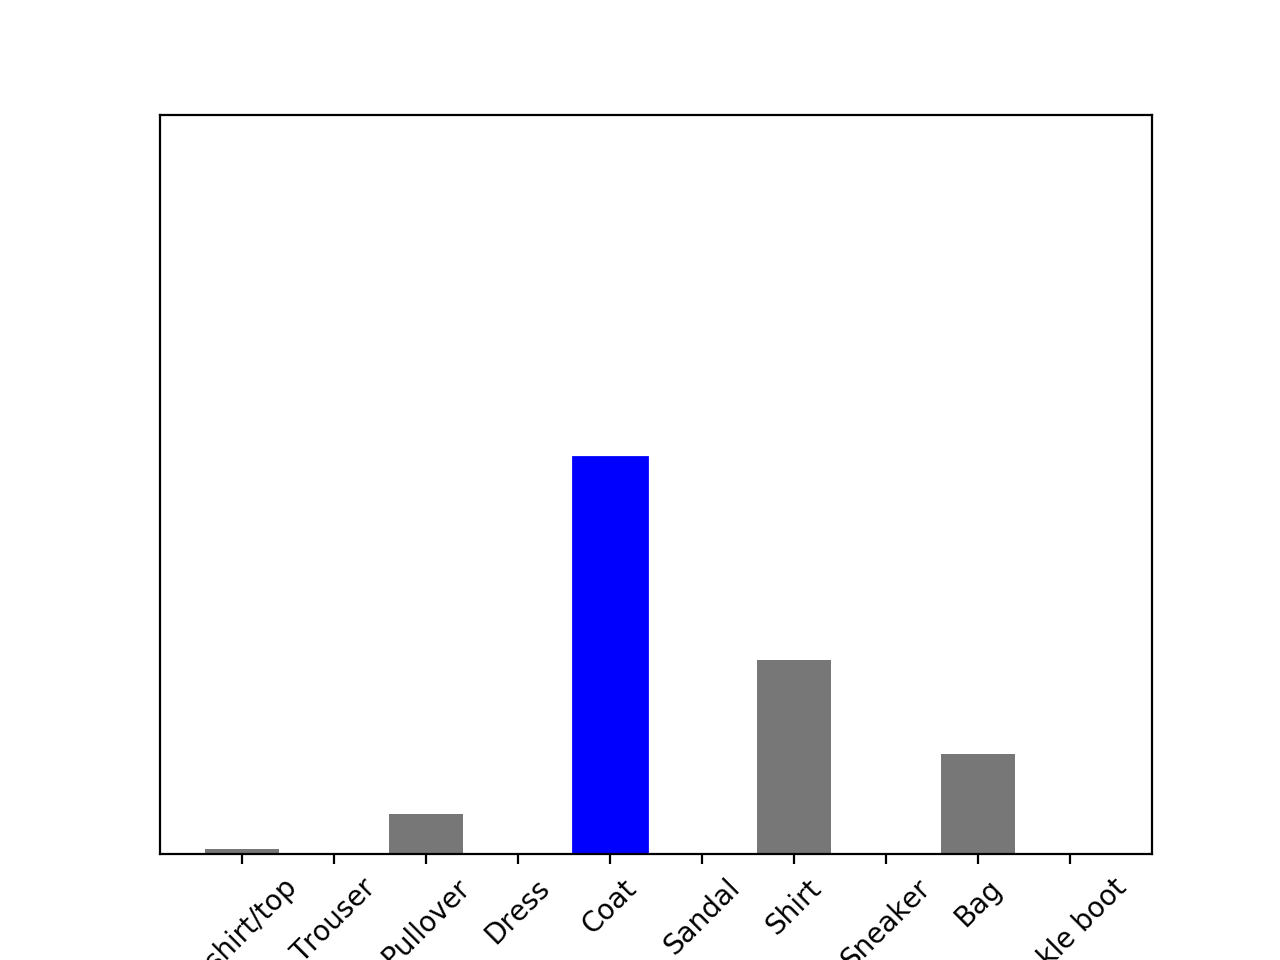 shirt/top
Trouser
Pullover
Dress
Coat
Sandal
Shirt
Sneaker
Bag
kle boot